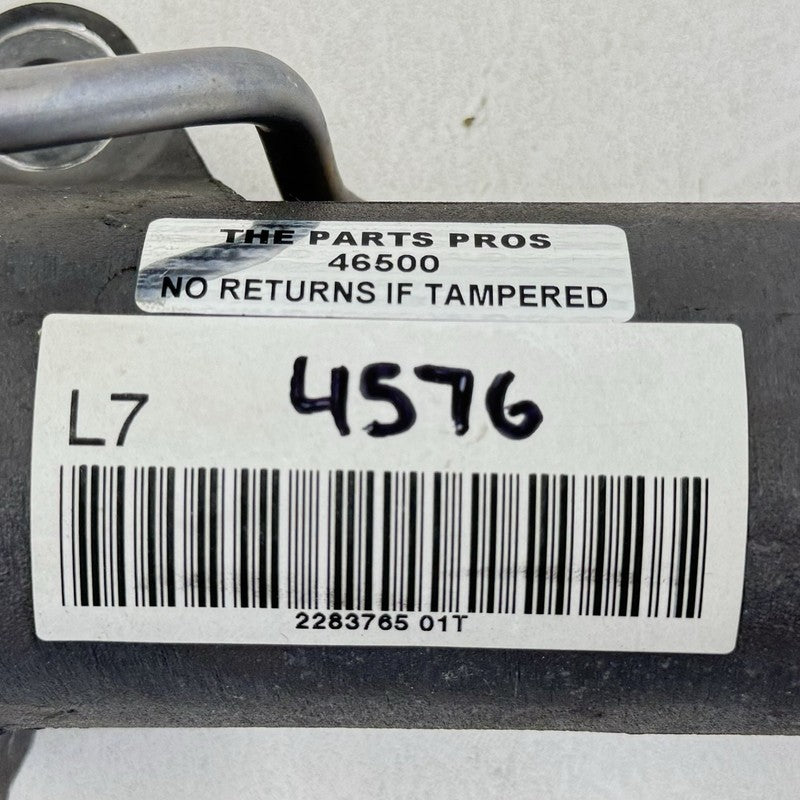 THE PARTS PROS
46500
NO RETURNS IF TAMPERED
4576
L7
2283765 01T